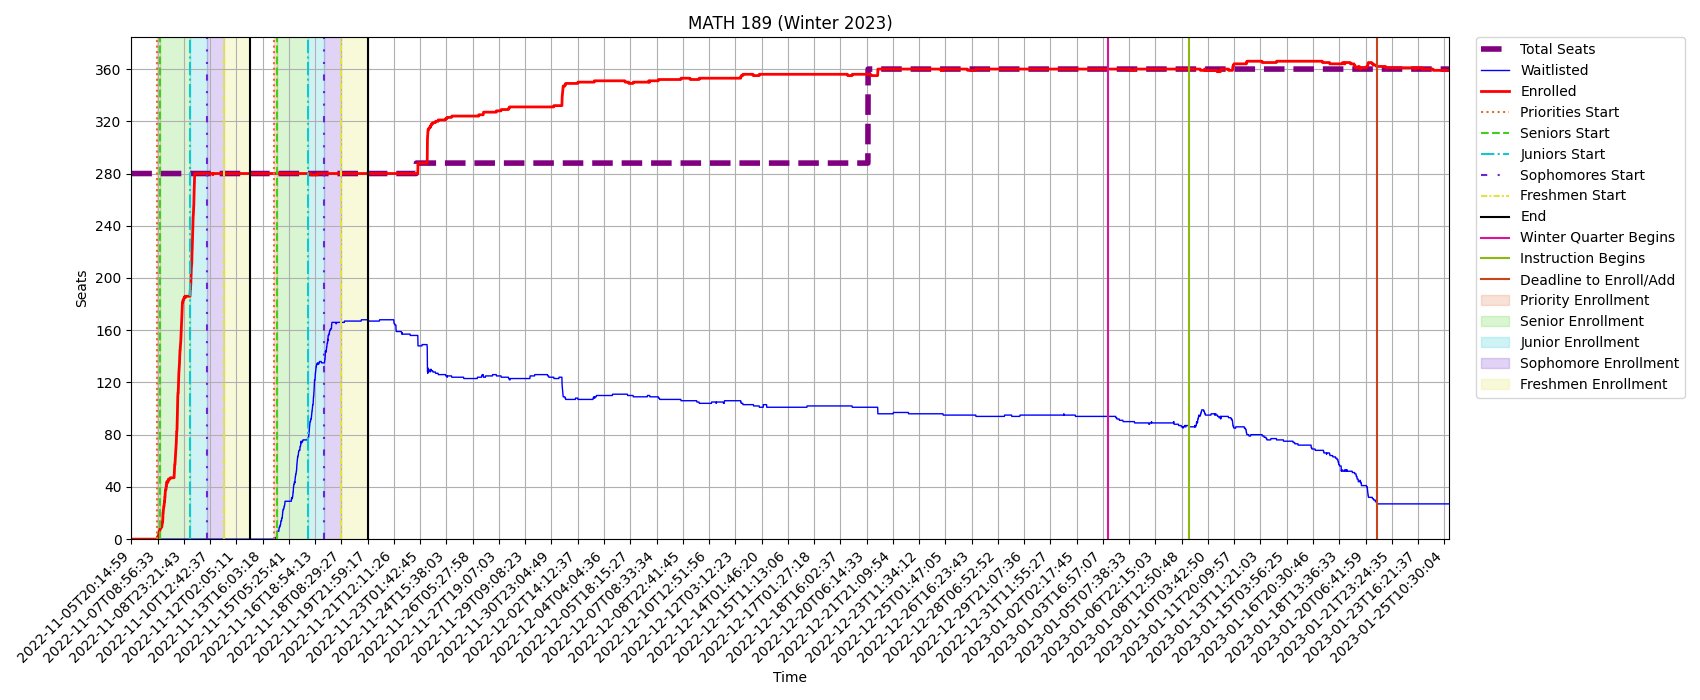 MATH 189 (Winter 2023)
Seats
360
320
280
240
200
160
120
80
40
0
2022-11-05T20:14:59
2022-11-07T08:56:33
2022-11-08T23:21:43
2022-11-10T12:42:37
2022-11-12T02:05:11
2022-11-13T16:03:18
2022-11-15T05:25:41
2022-11-16T18:54:13
2022-11-18T08:29:27
2022-11-19T21:59:17
2022-11-21T12:11:26
2022-11-23T01:42:45
2022-11-24T15:38:03
2022-11-26T05:27:58
2022-11-27T19:07:03
2022-11-29T09:08:23
2022-11-30T23:04:49
2022-12-02T14:12:37
2022-12-04T04:04:36
2022-12-05T18:15:27
2022-12-07T08:33:34
2022-12-08T22:41:45
2022-12-10T12:51:56
2022-12-12T03:12:23
2022-12-14T01:46:20
2022-12-15T11:13:06
2022-12-17T01:27:18
2022-12-18T16:02:37
2022-12-20T06:14:33
2022-12-21T21:09:54
2022-12-23T11:34:12
2022-12-25T01:47:05
2022-12-26T16:23:43
2022-12-28T06:52:52
2022-12-29T21:07:36
2022-12-31T11:55:27
2023-01-02T02:17:45
2023-01-03T16:57:07
2023-01-05T07:38:33
2023-01-06T22:15:03
2023-01-08T12:50:48
2023-01-10T03:42:50
2023-01-11T20:09:57
2023-01-13T11:21:03
2023-01-15T03:56:25
2023-01-16T20:30:46
2023-01-18T13:36:33
2023-01-20T06:41:59
2023-01-21T23:24:35
2023-01-23T16:21:37
2023-01-25T10:30:04
Time
Total Seats
Waitlisted
Enrolled
Priorities Start
Seniors Start
Juniors Start
Sophomores Start
Freshmen Start
End
Winter Quarter Begins
Instruction Begins
Deadline to Enroll/Add
Priority Enrollment
Senior Enrollment
Junior Enrollment
Sophomore Enrollment
Freshmen Enrollment